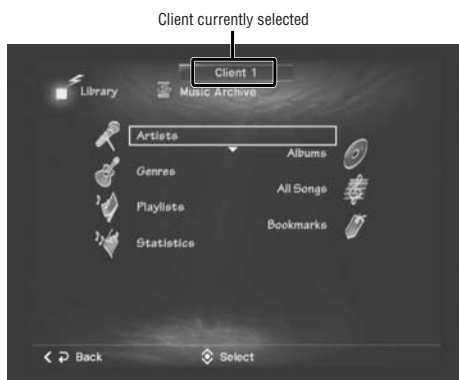 Client currently selected
Client 1
Library
Music Archive
Artists
Albums
Genres
All Songs
Playlists
Bookmarks
Statistics
Back
Select